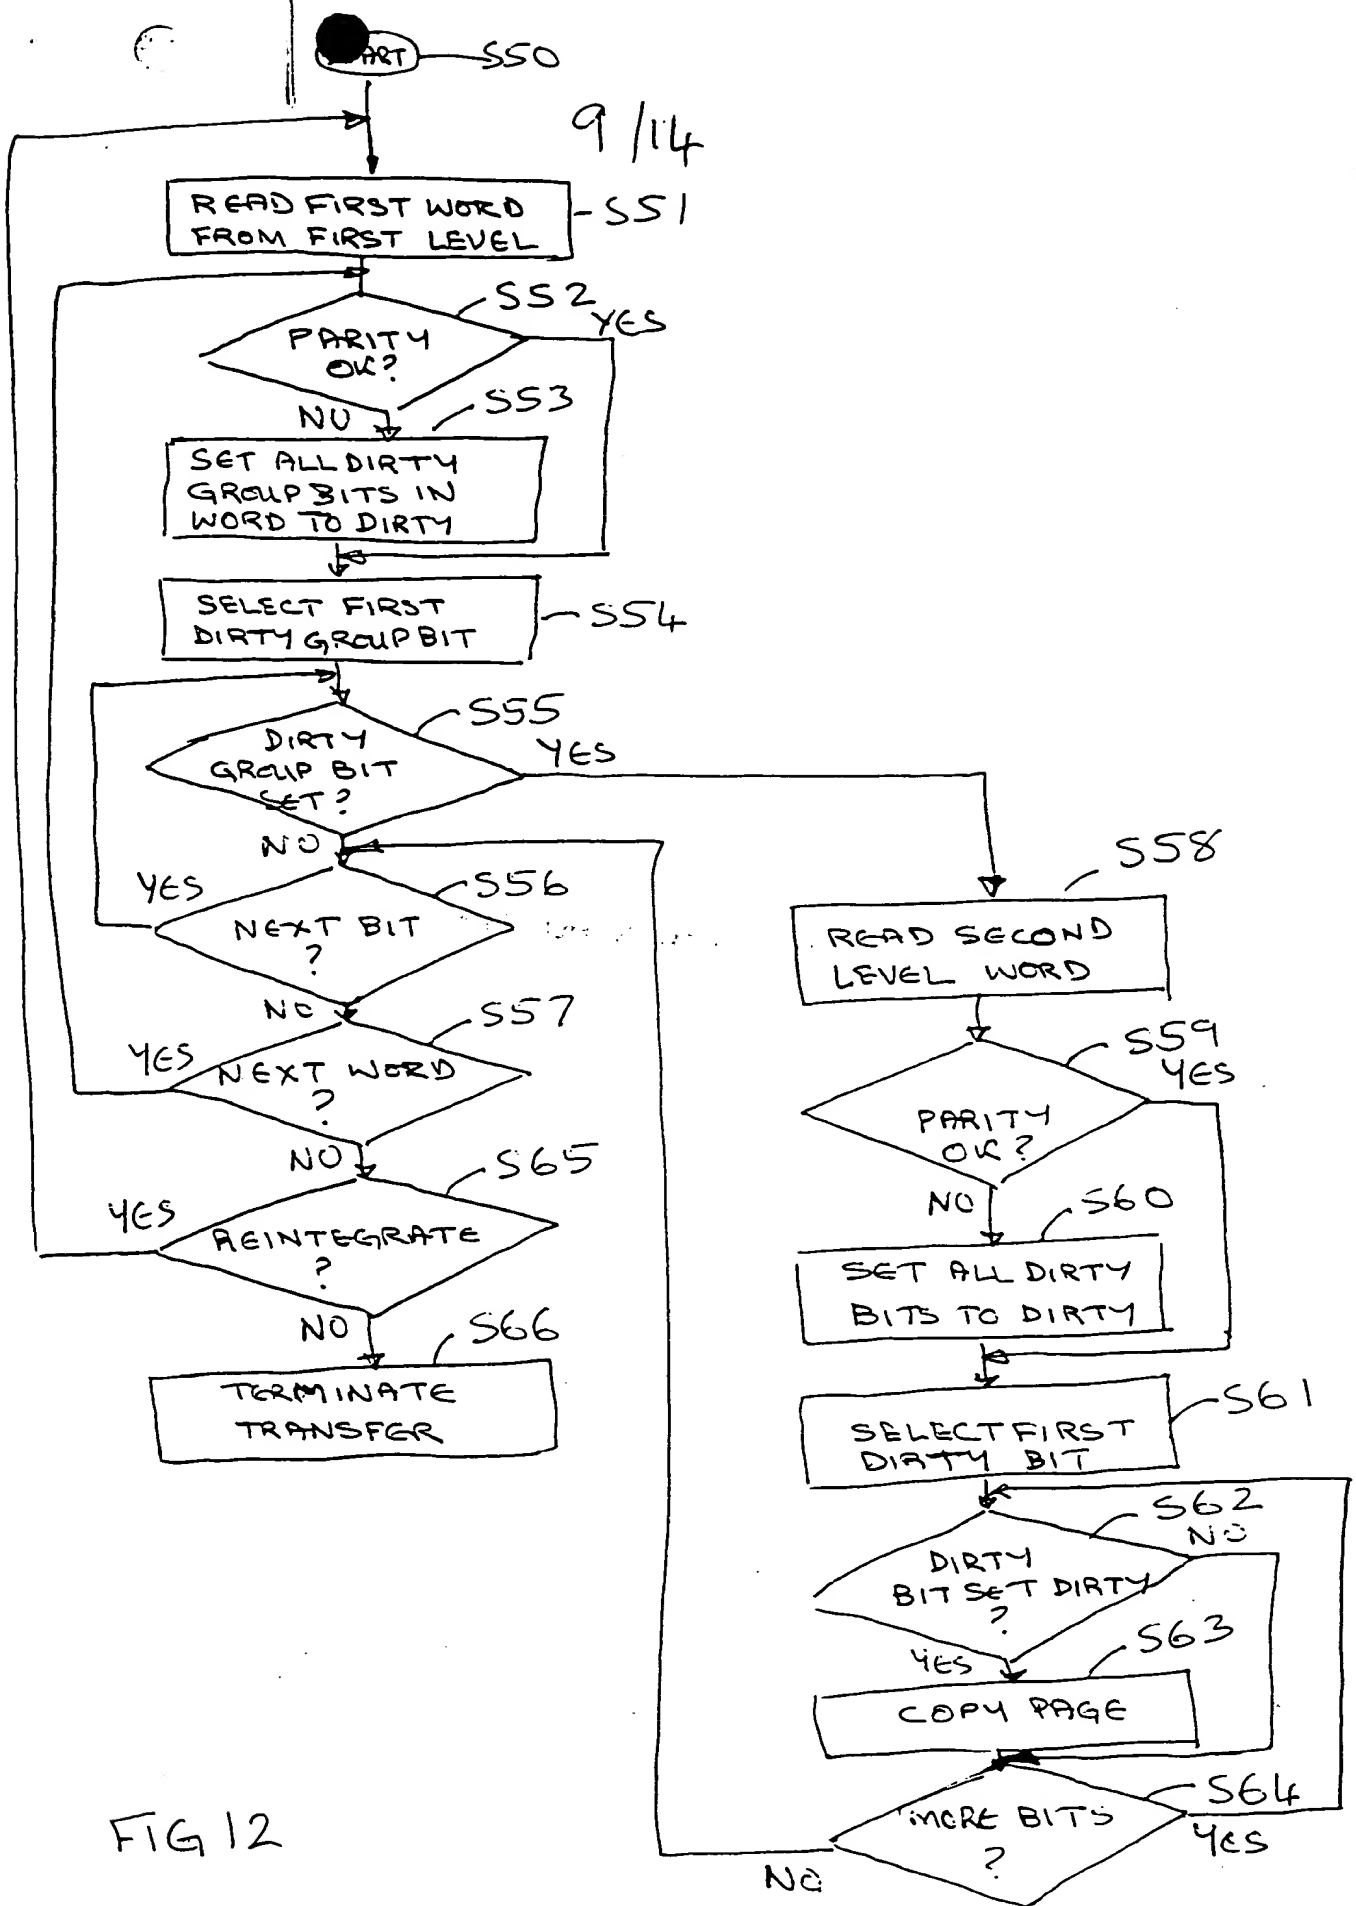 S50
9/14
READ FIRST WORD
FROM FIRST LEVEL
S51
S52
YES
PARITY
OK?
NO
S53
SET ALL DIRTY
GROUP BITS IN
WORD TO DIRTY
SELECT FIRST
DIRTY GROUP BIT
S54
S55
DIRTY
GROUP BIT
SET?
YES
NO
YES
S56
NEXT BIT
?
NO
S57
YES
NEXT WORD
?
NO
S65
YES
REINTEGRATE
?
NO
S66
TERMINATE
TRANSFER
S58
READ SECOND
LEVEL WORD
S59
YES
PARITY
OK?
NO
S60
SET ALL DIRTY
BITS TO DIRTY
S61
SELECT FIRST
DIRTY BIT
S62
NO
DIRTY
BIT SET DIRTY
?
YES
S63
COPY PAGE
S64
MORE BITS
?
YES
NO
FIG 12